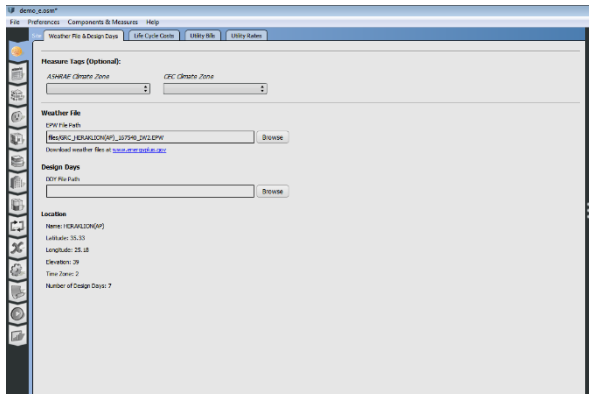 demo_e.osm*
File Preferences Components & Measures Help
Weather File & Design Days Life Cycle Costs Utility Bills Utility Rates
Measure Tags (Optional):
ASHRAE Climate Zone CEC Climate Zone
Weather File
EPW File Path
files/GRC_HERAKLION(AP)_167540_IW2.EPW Browse
Download weather files at www.energyplus.gov
Design Days
DDY File Path
Browse
Location
Name: HERAKLION(AP)
Latitude: 35.33
Longitude: 25.18
Elevation: 39
Time Zone: 2
Number of Design Days: 7